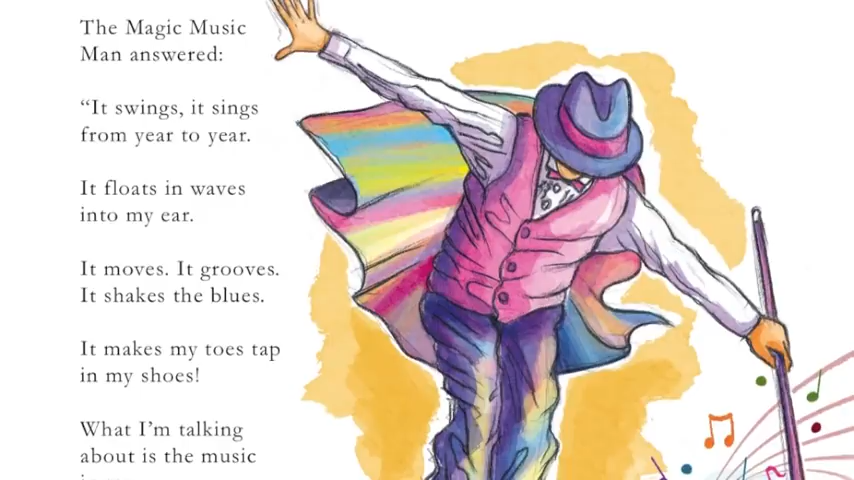 The Magic Music
Man answered:
“It swings, it sings
from year to year.
It floats in waves
into my ear.
It moves. It grooves.
It shakes the blues.
It makes my toes tap
in my shoes!
What I’m talking
about is the music